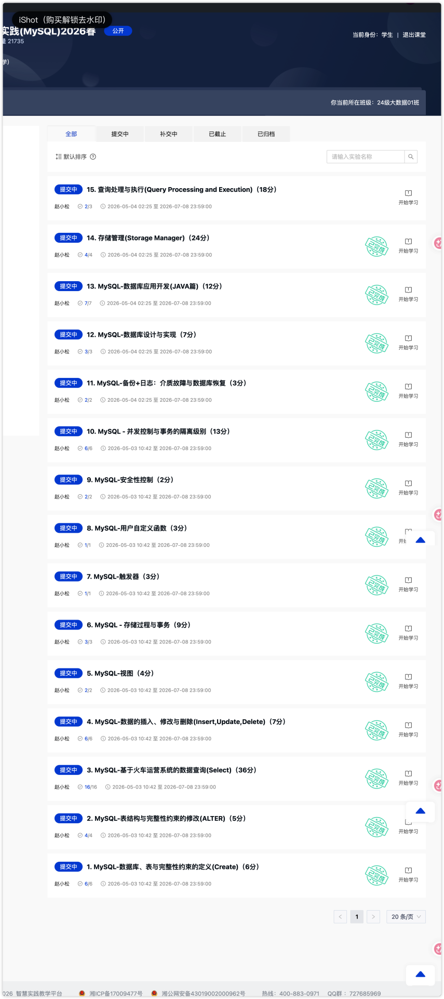 iShot（购买解锁去水印）
实践(MySQL)2026春 公开
量 21735
当前身份：学生 | 退出课堂
学)
你当前所在班级：24级大数据01班
全部 提交中 补交中 已截止 已归档
默认排序 ? 请输入实验名称
提交中 15. 查询处理与执行(Query Processing and Execution)（18分）
赵小松 2/3 2026-05-04 02:25 至 2026-07-08 23:59:00
开始学习
提交中 14. 存储管理(Storage Manager)（24分）
赵小松 4/4 2026-05-04 02:25 至 2026-07-08 23:59:00
已完成 开始学习
提交中 13. MySQL-数据库应用开发(JAVA篇)（12分）
赵小松 7/7 2026-05-04 02:25 至 2026-07-08 23:59:00
已完成 开始学习
提交中 12. MySQL-数据库设计与实现（7分）
赵小松 3/3 2026-05-04 02:25 至 2026-07-08 23:59:00
已完成 开始学习
提交中 11. MySQL-备份+日志：介质故障与数据库恢复（3分）
赵小松 2/2 2026-05-04 02:25 至 2026-07-08 23:59:00
已完成 开始学习
提交中 10. MySQL - 并发控制与事务的隔离级别（13分）
赵小松 6/6 2026-05-03 10:42 至 2026-07-08 23:59:00
已完成 开始学习
提交中 9. MySQL-安全性控制（2分）
赵小松 2/2 2026-05-03 10:42 至 2026-07-08 23:59:00
已完成 开始学习
提交中 8. MySQL-用户自定义函数（3分）
赵小松 1/1 2026-05-03 10:42 至 2026-07-08 23:59:00
已完成 开
提交中 7. MySQL-触发器（3分）
赵小松 1/1 2026-05-03 10:42 至 2026-07-08 23:59:00
已完成 开始学习
提交中 6. MySQL - 存储过程与事务（9分）
赵小松 3/3 2026-05-03 10:42 至 2026-07-08 23:59:00
已完成 开始学习
提交中 5. MySQL-视图（4分）
赵小松 2/2 2026-05-03 10:42 至 2026-07-08 23:59:00
已完成 开始学习
提交中 4. MySQL-数据的插入、修改与删除(Insert,Update,Delete)（7分）
赵小松 6/6 2026-05-03 10:42 至 2026-07-08 23:59:00
已完成 开始学习
提交中 3. MySQL-基于火车运营系统的数据查询(Select)（36分）
赵小松 16/16 2026-05-03 10:42 至 2026-07-08 23:59:00
已完成 开始学习
提交中 2. MySQL-表结构与完整性约束的修改(ALTER)（5分）
赵小松 4/4 2026-05-03 10:42 至 2026-07-08 23:59:00
已完成 开始学习
提交中 1. MySQL-数据库、表与完整性约束的定义(Create)（6分）
赵小松 6/6 2026-05-03 10:42 至 2026-07-08 23:59:00
已完成 开始学习
< 1 > 20 条/页
026 智慧实践教学平台 湘ICP备17009477号 湘公网安备43019002000962号 热线：400-883-0971 QQ群：727685969